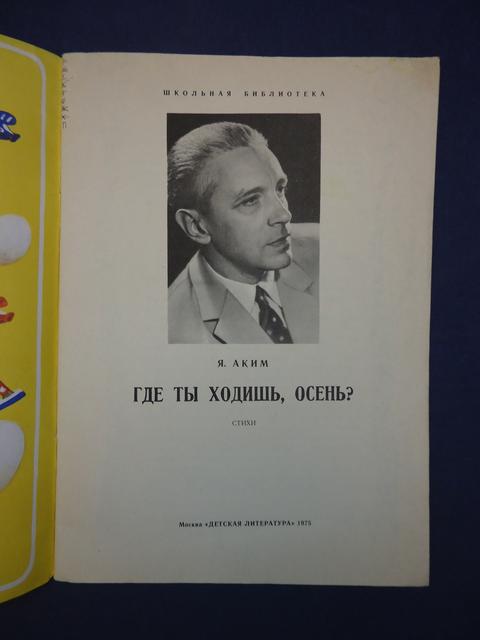 ШКОЛЬНАЯ БИБЛИОТЕКА
Я. АКИМ
ГДЕ ТЫ ХОДИШЬ, ОСЕНЬ?
СТИХИ
Москва «ДЕТСКАЯ ЛИТЕРАТУРА» 1975